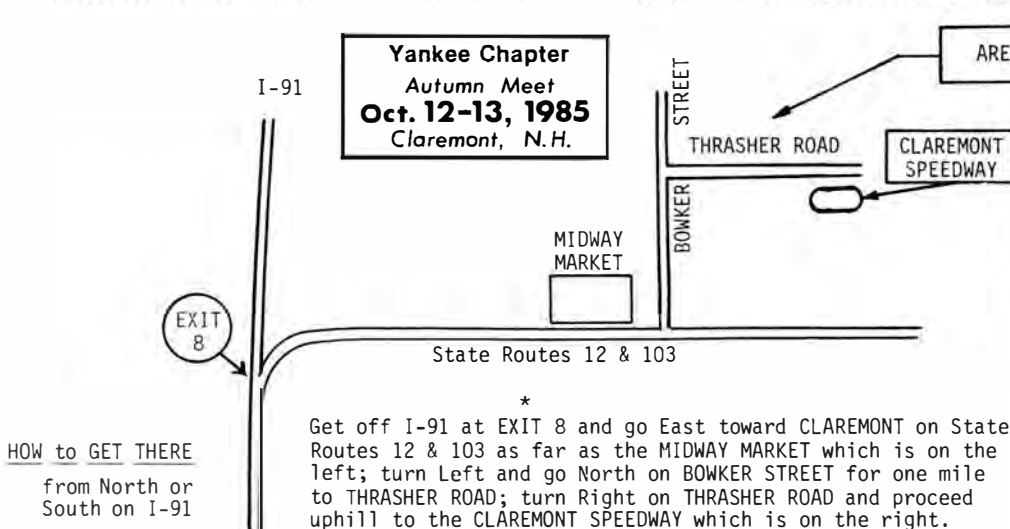 Yankee Chapter
Autumn Meet
Oct. 12-13, 1985
Claremont, N.H.
I-91
STREET
THRASHER ROAD
CLAREMONT
SPEEDWAY
BOWKER
MIDWAY
MARKET
EXIT
8
State Routes 12 & 103
*
HOW to GET THERE
from North or
South on I-91
Get off I-91 at EXIT 8 and go East toward CLAREMONT on State
Routes 12 & 103 as far as the MIDWAY MARKET which is on the
left; turn Left and go North on BOWKER STREET for one mile
to THRASHER ROAD; turn Right on THRASHER ROAD and proceed
uphill to the CLAREMONT SPEEDWAY which is on the right.